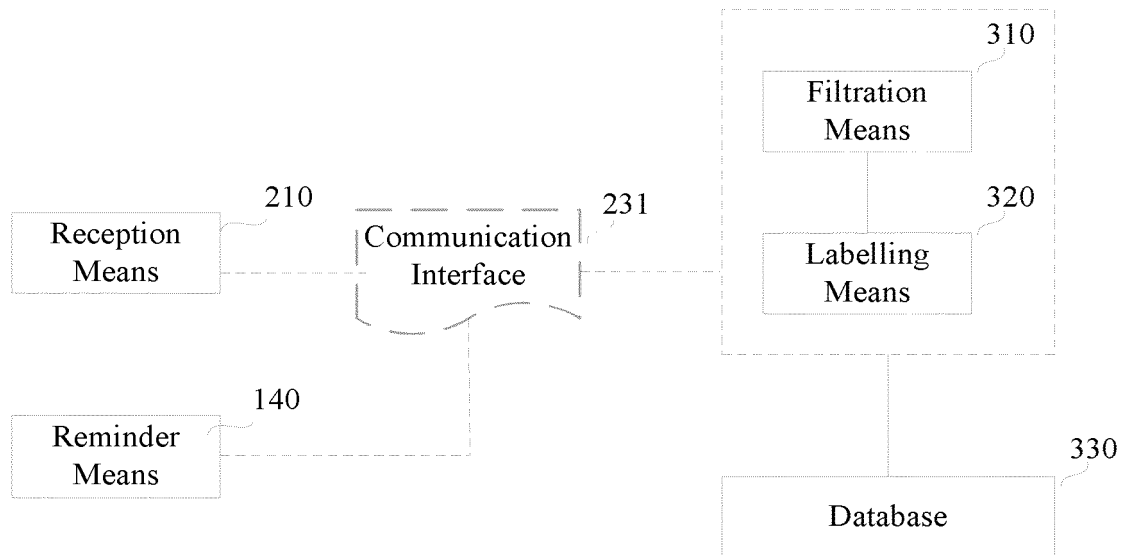 310
Filtration
Means
210
231
320
Reception
Means
Communication
Interface
Labelling
Means
140
Reminder
Means
330
Database